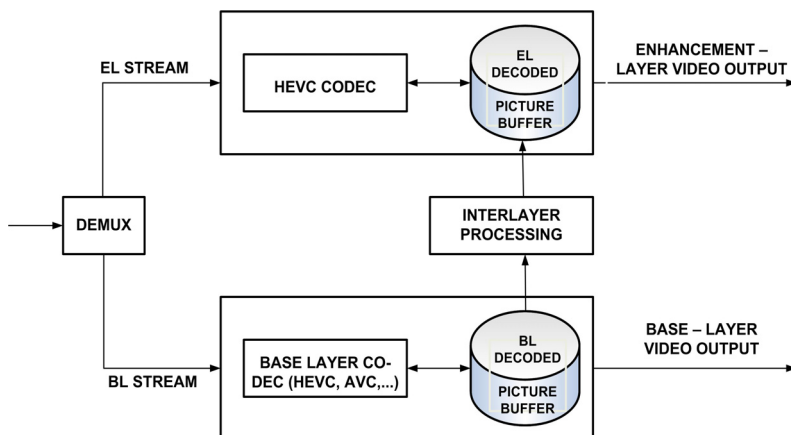 EL STREAM
HEVC CODEC
EL
DECODED
PICTURE
BUFFER
ENHANCEMENT –
LAYER VIDEO OUTPUT
DEMUX
INTERLAYER
PROCESSING
BL STREAM
BASE LAYER CO-
DEC (HEVC, AVC,...)
BL
DECODED
PICTURE
BUFFER
BASE – LAYER
VIDEO OUTPUT